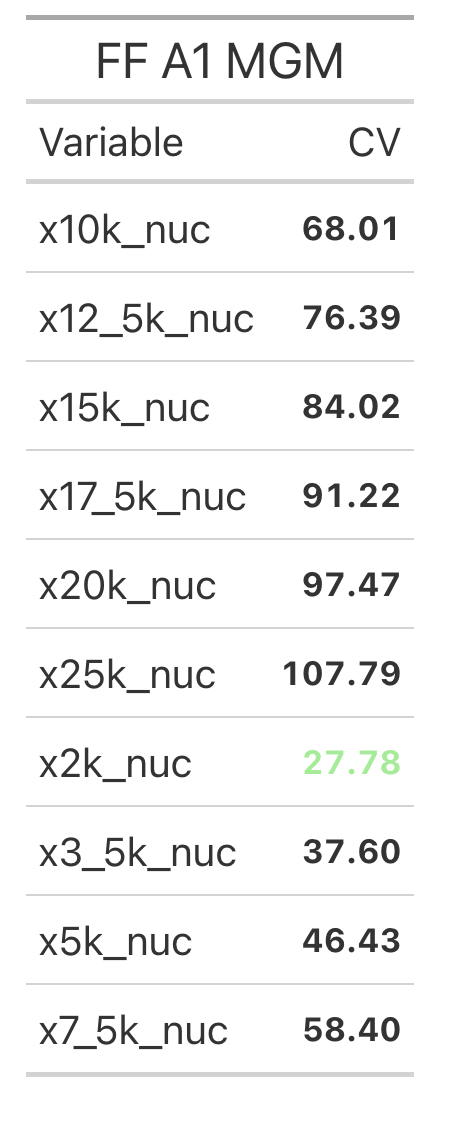 FF A1 MGM
Variable CV
x10k_nuc 68.01
x12_5k_nuc 76.39
x15k_nuc 84.02
x17_5k_nuc 91.22
x20k_nuc 97.47
x25k_nuc 107.79
x2k_nuc 27.78
x3_5k_nuc 37.60
x5k_nuc 46.43
x7_5k_nuc 58.40